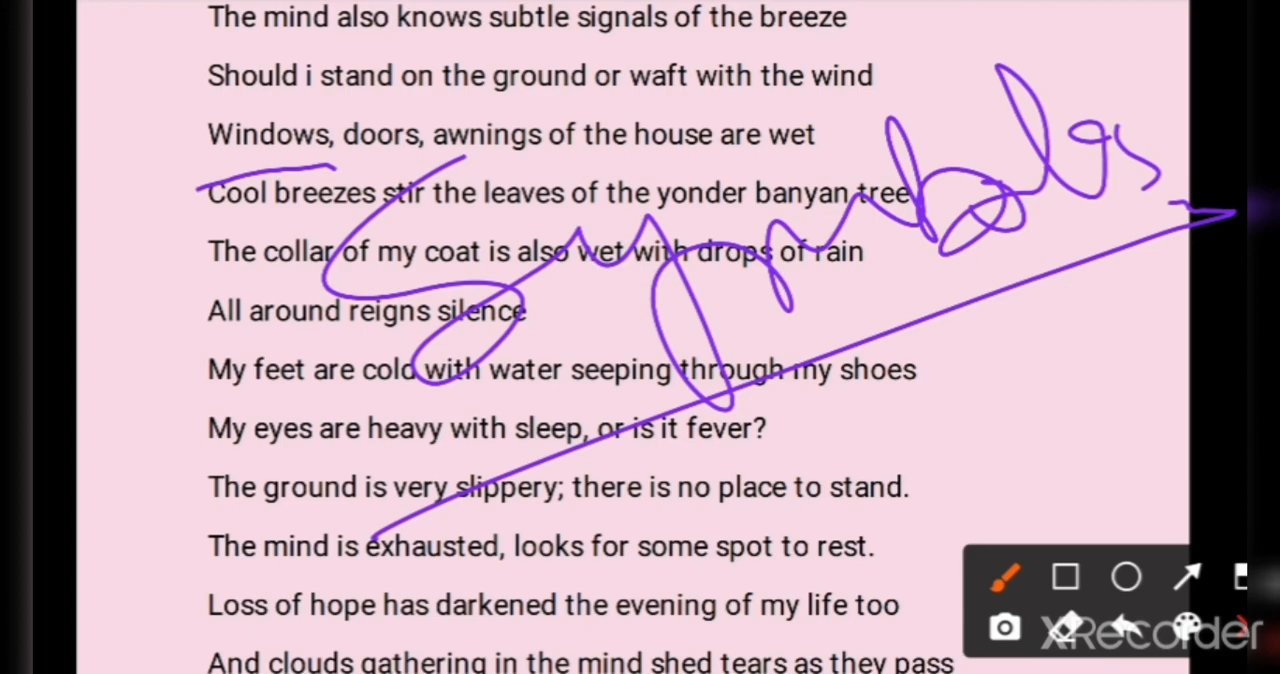 The mind also knows subtle signals of the breeze
Should i stand on the ground or waft with the wind
Windows, doors, awnings of the house are wet
Cool breezes stir the leaves of the yonder banyan tree
The collar of my coat is also wet with drops of rain
All around reigns silence
My feet are cold with water seeping through my shoes
My eyes are heavy with sleep, or is it fever?
The ground is very slippery; there is no place to stand.
The mind is exhausted, looks for some spot to rest.
Loss of hope has darkened the evening of my life too
And clouds gathering in the mind shed tears as they pass
Symbols
XRecorder